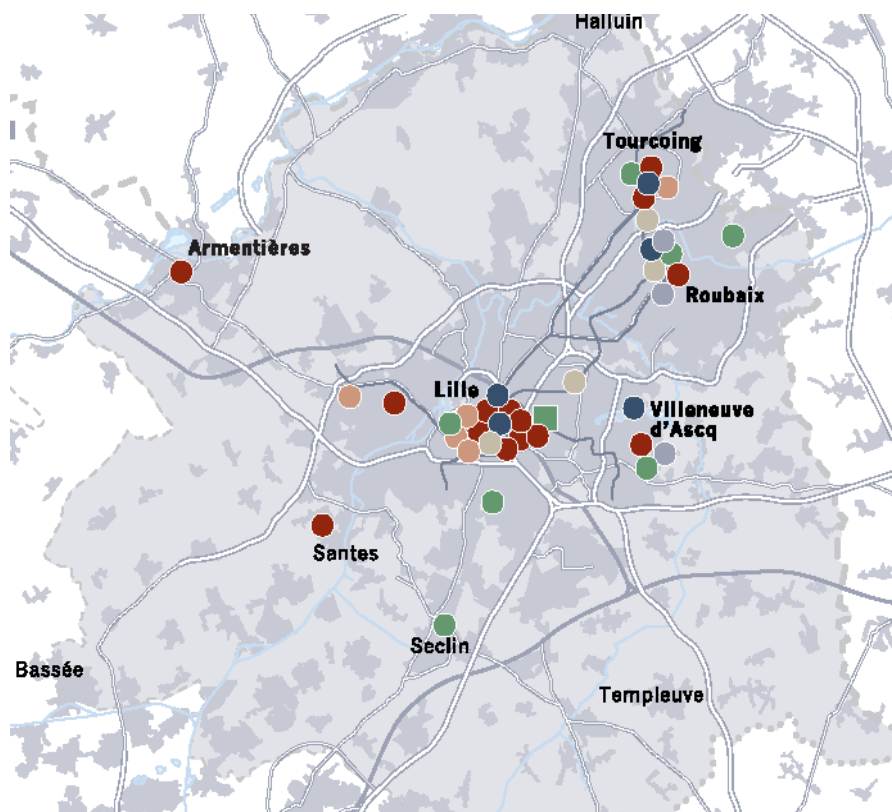 Halluin
Tourcoing
Armentières
Roubaix
Lille
Villeneuve
d'Ascq
Santes
Seclin
Bassée
Templeuve